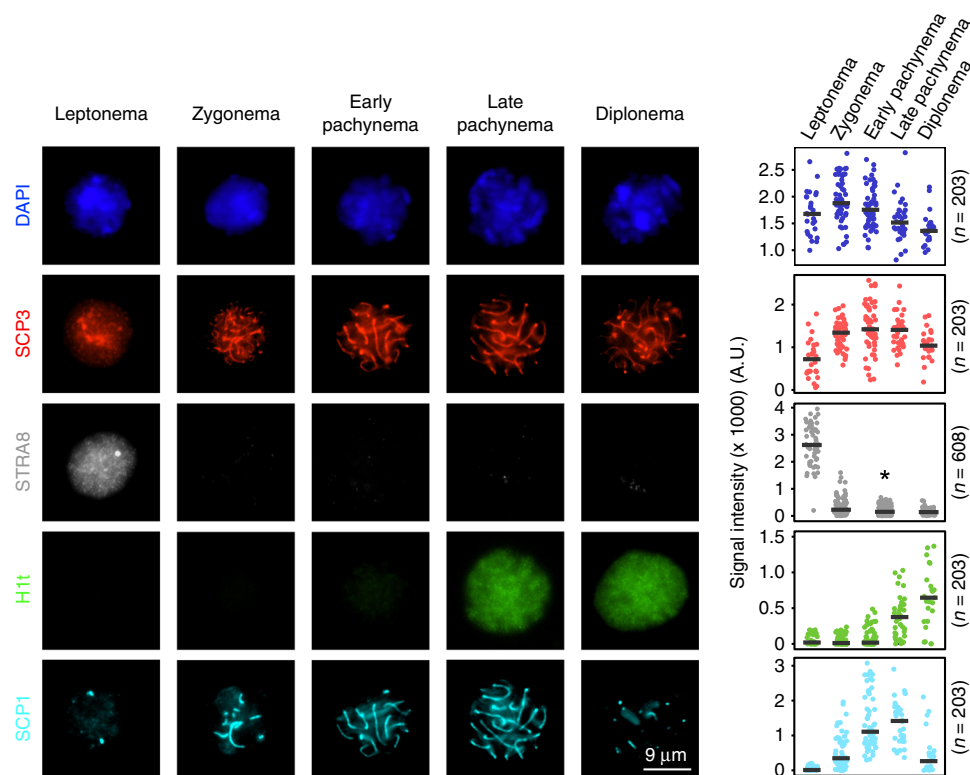 Leptonema
Zygonema
Early
pachynema
Late
pachynema
Diplonema
DAPI
SCP3
STRA8
H1t
SCP1
9 µm
Leptonema
Zygonema
Early pachynema
Late pachynema
Diplonema
Signal intensity (x 1000) (A.U.)
2.5
2.0
1.5
1.0
(n = 203)
2
1
0
(n = 203)
4
3
2
1
0
*
(n = 608)
1.5
1.0
0.5
0
(n = 203)
3
2
1
0
(n = 203)